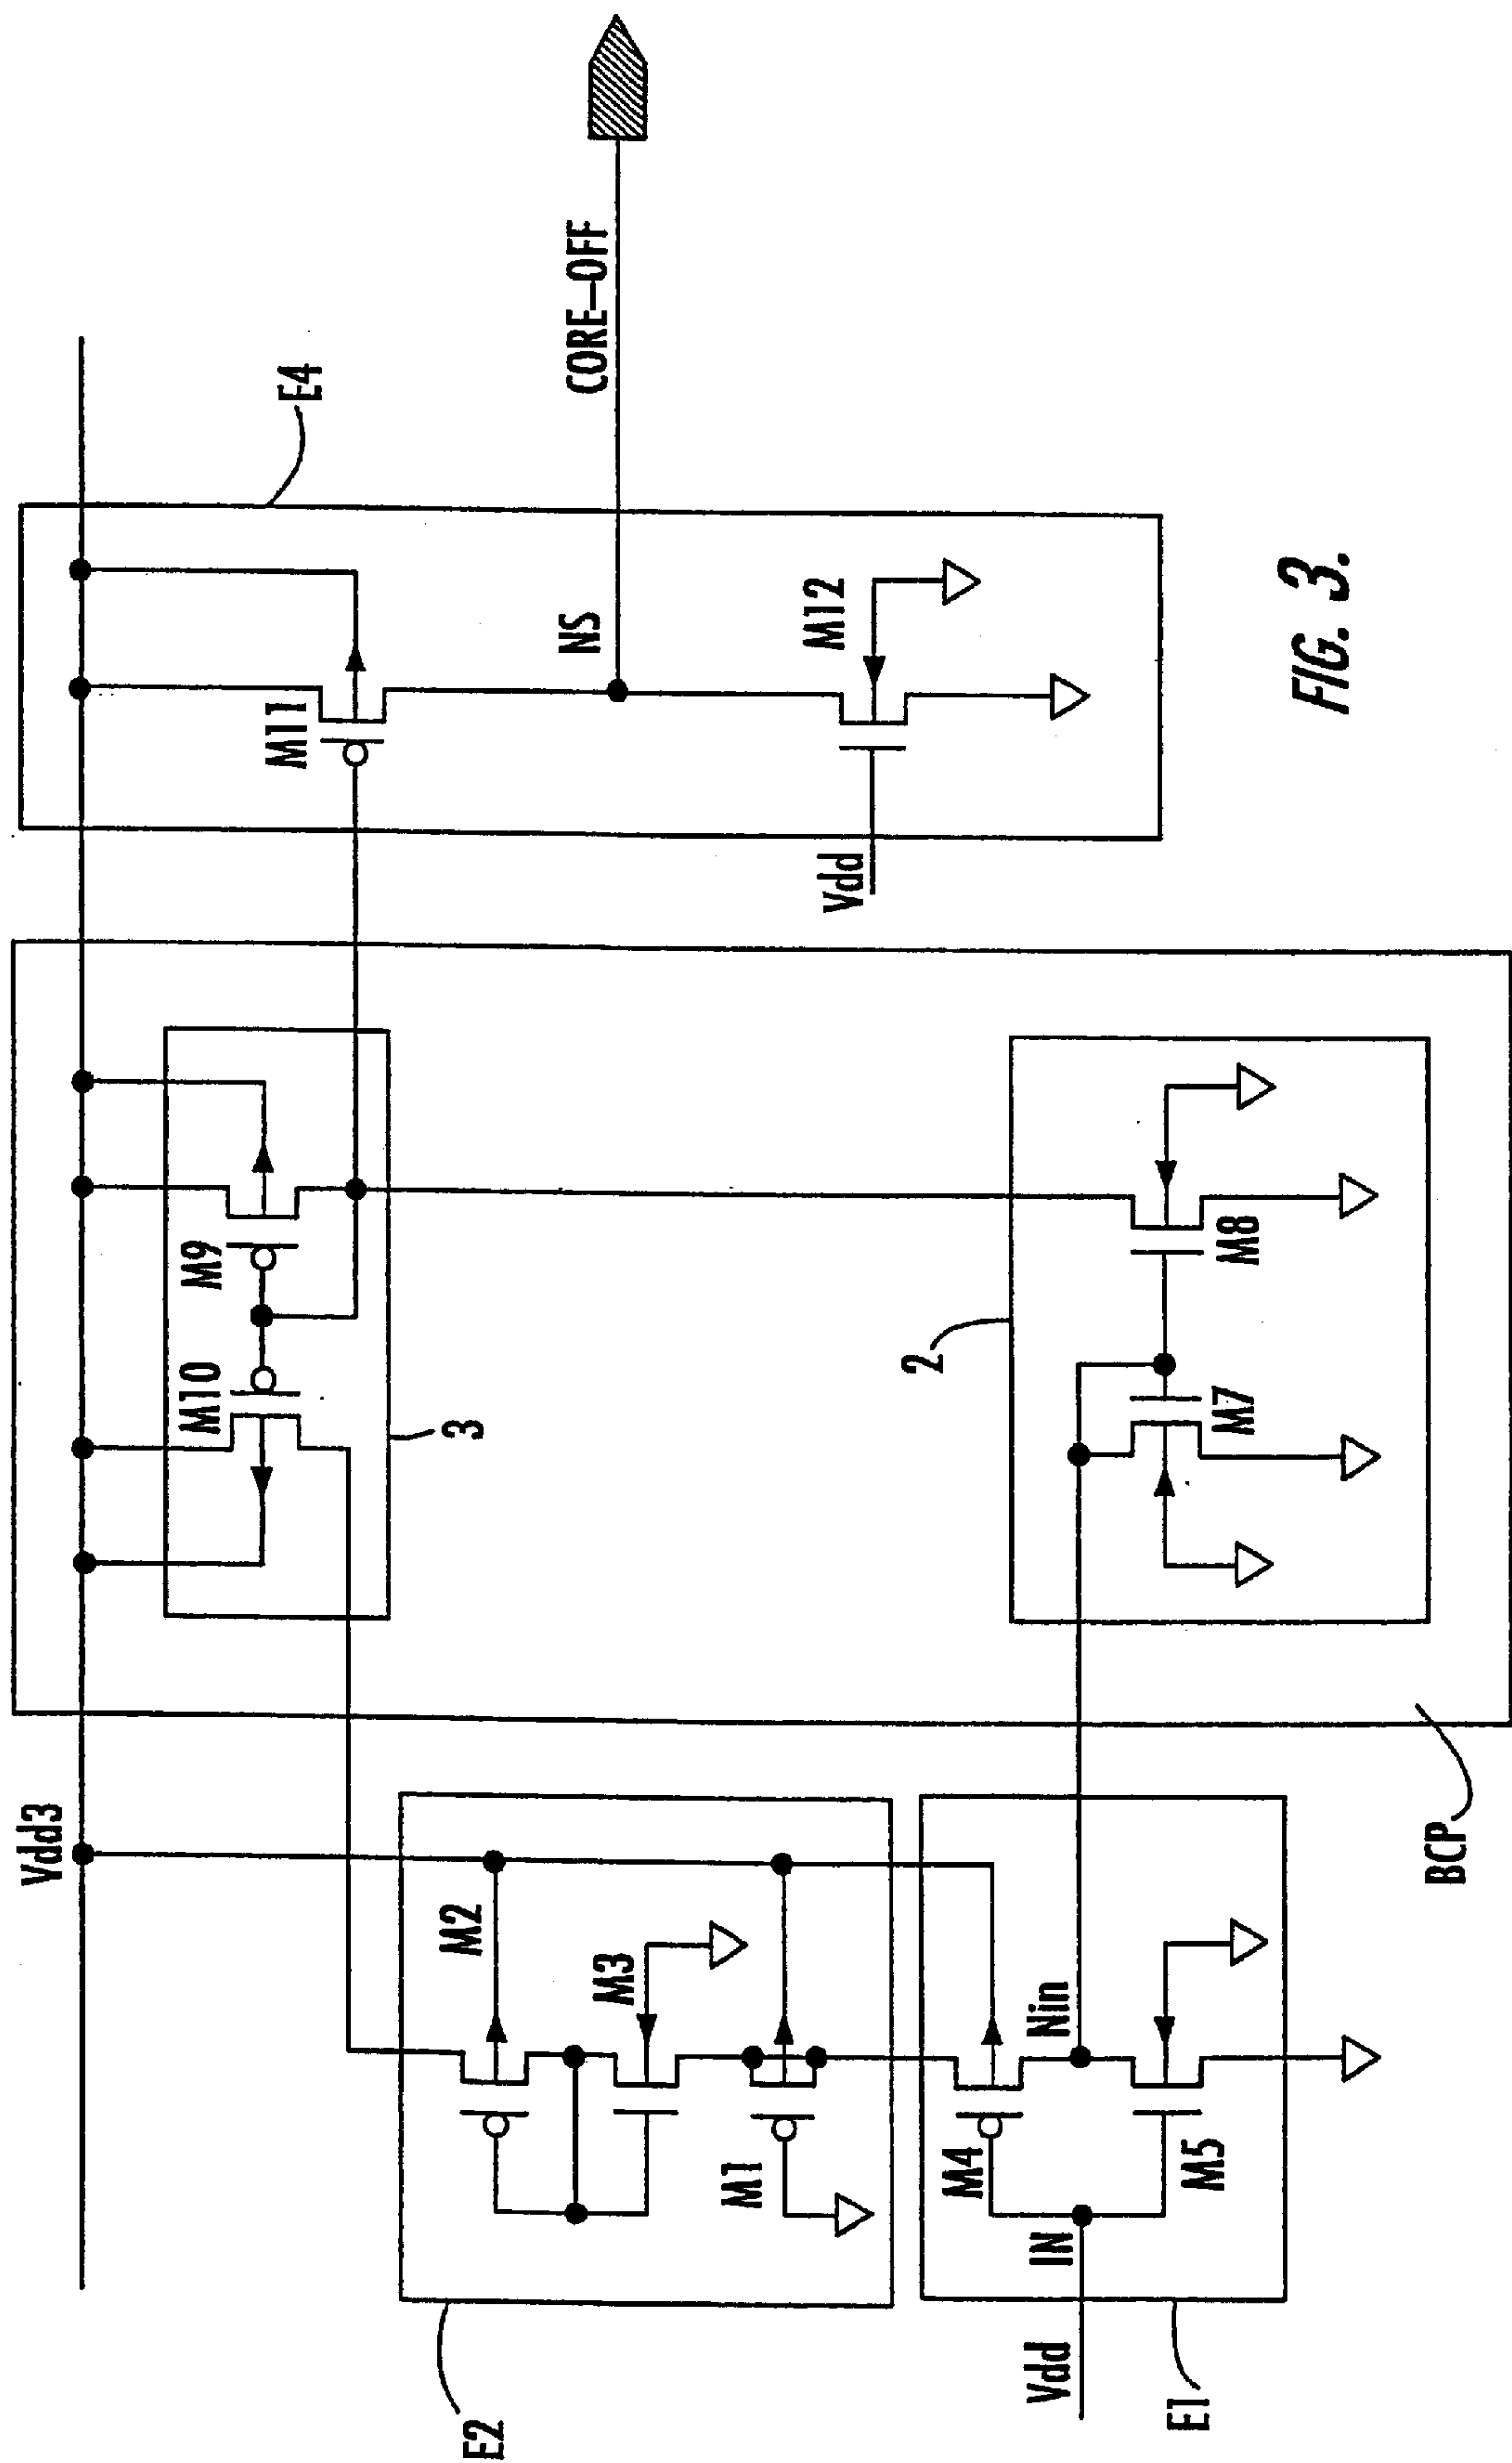 Vdd3
E4
M11
NS
CORE-OFF
M12
Vdd
M10
M9
3
2
M7
M8
E2
M2
M3
M1
M4
Nin
IN
M5
Vdd
E1
BCP
FIG. 3.